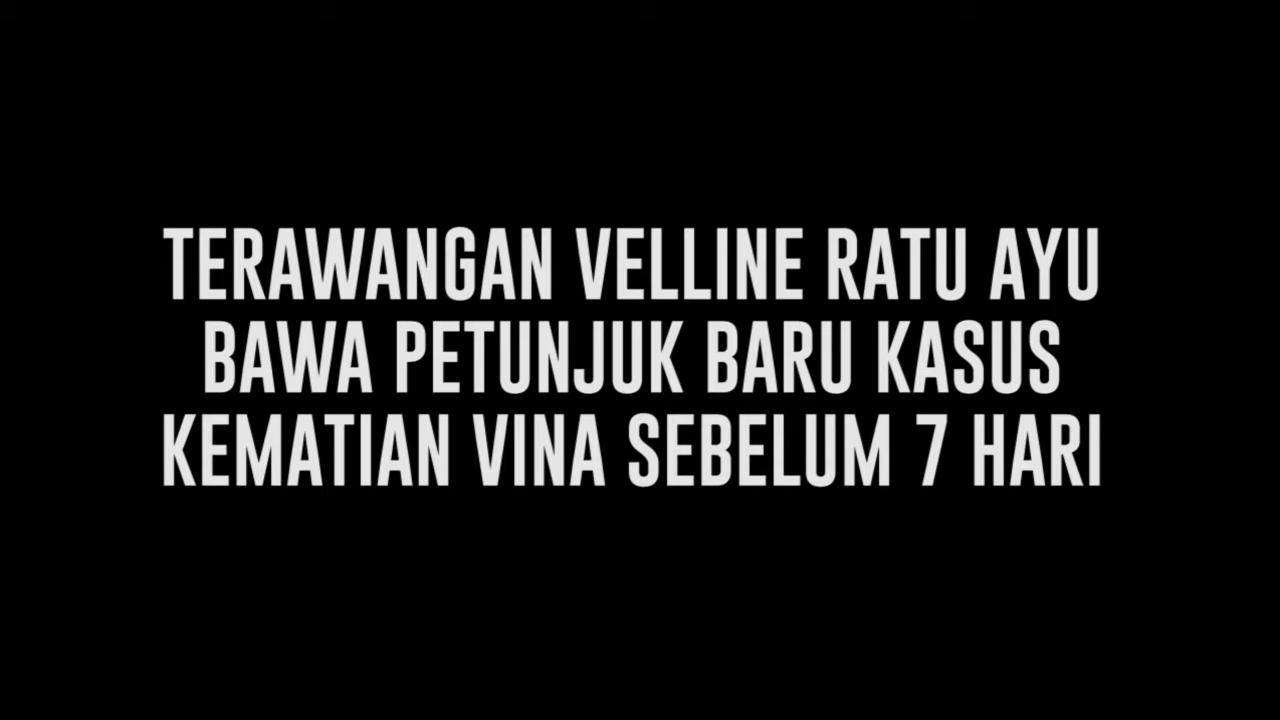 TERAWANGAN VELLINE RATU AYU
BAWA PETUNJUK BARU KASUS
KEMATIAN VINA SEBELUM 7 HARI